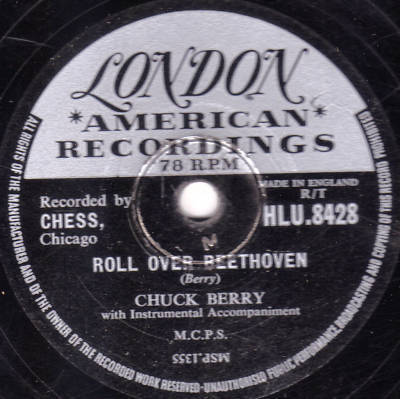 LONDON
*AMERICAN*
RECORDINGS
78 RPM
MADE IN ENGLAND
R/T
Recorded by
CHESS,
Chicago
HLU.8428
ROLL OVER BEETHOVEN
(Berry)
CHUCK BERRY
with Instrumental Accompaniment
M.C.P.S.
MSP.1355
ALL RIGHTS OF THE MANUFACTURER AND OF THE OWNER OF THE RECORDED WORK RESERVED-UNAUTHORISED PUBLIC PERFORMANCE BROADCASTING AND COPYING OF THIS RECORD PROHIBITED